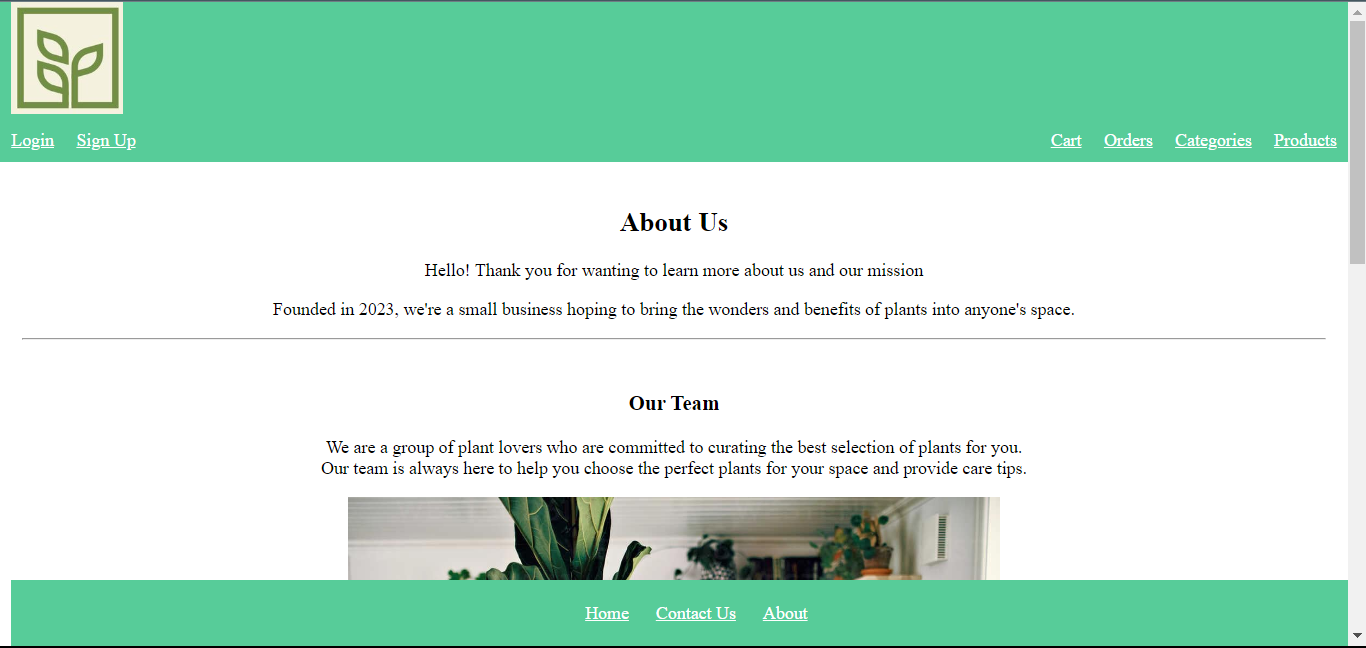 Login Sign Up Cart Orders Categories Products
About Us
Hello! Thank you for wanting to learn more about us and our mission
Founded in 2023, we're a small business hoping to bring the wonders and benefits of plants into anyone's space.
Our Team
We are a group of plant lovers who are committed to curating the best selection of plants for you.
Our team is always here to help you choose the perfect plants for your space and provide care tips.
Home Contact Us About